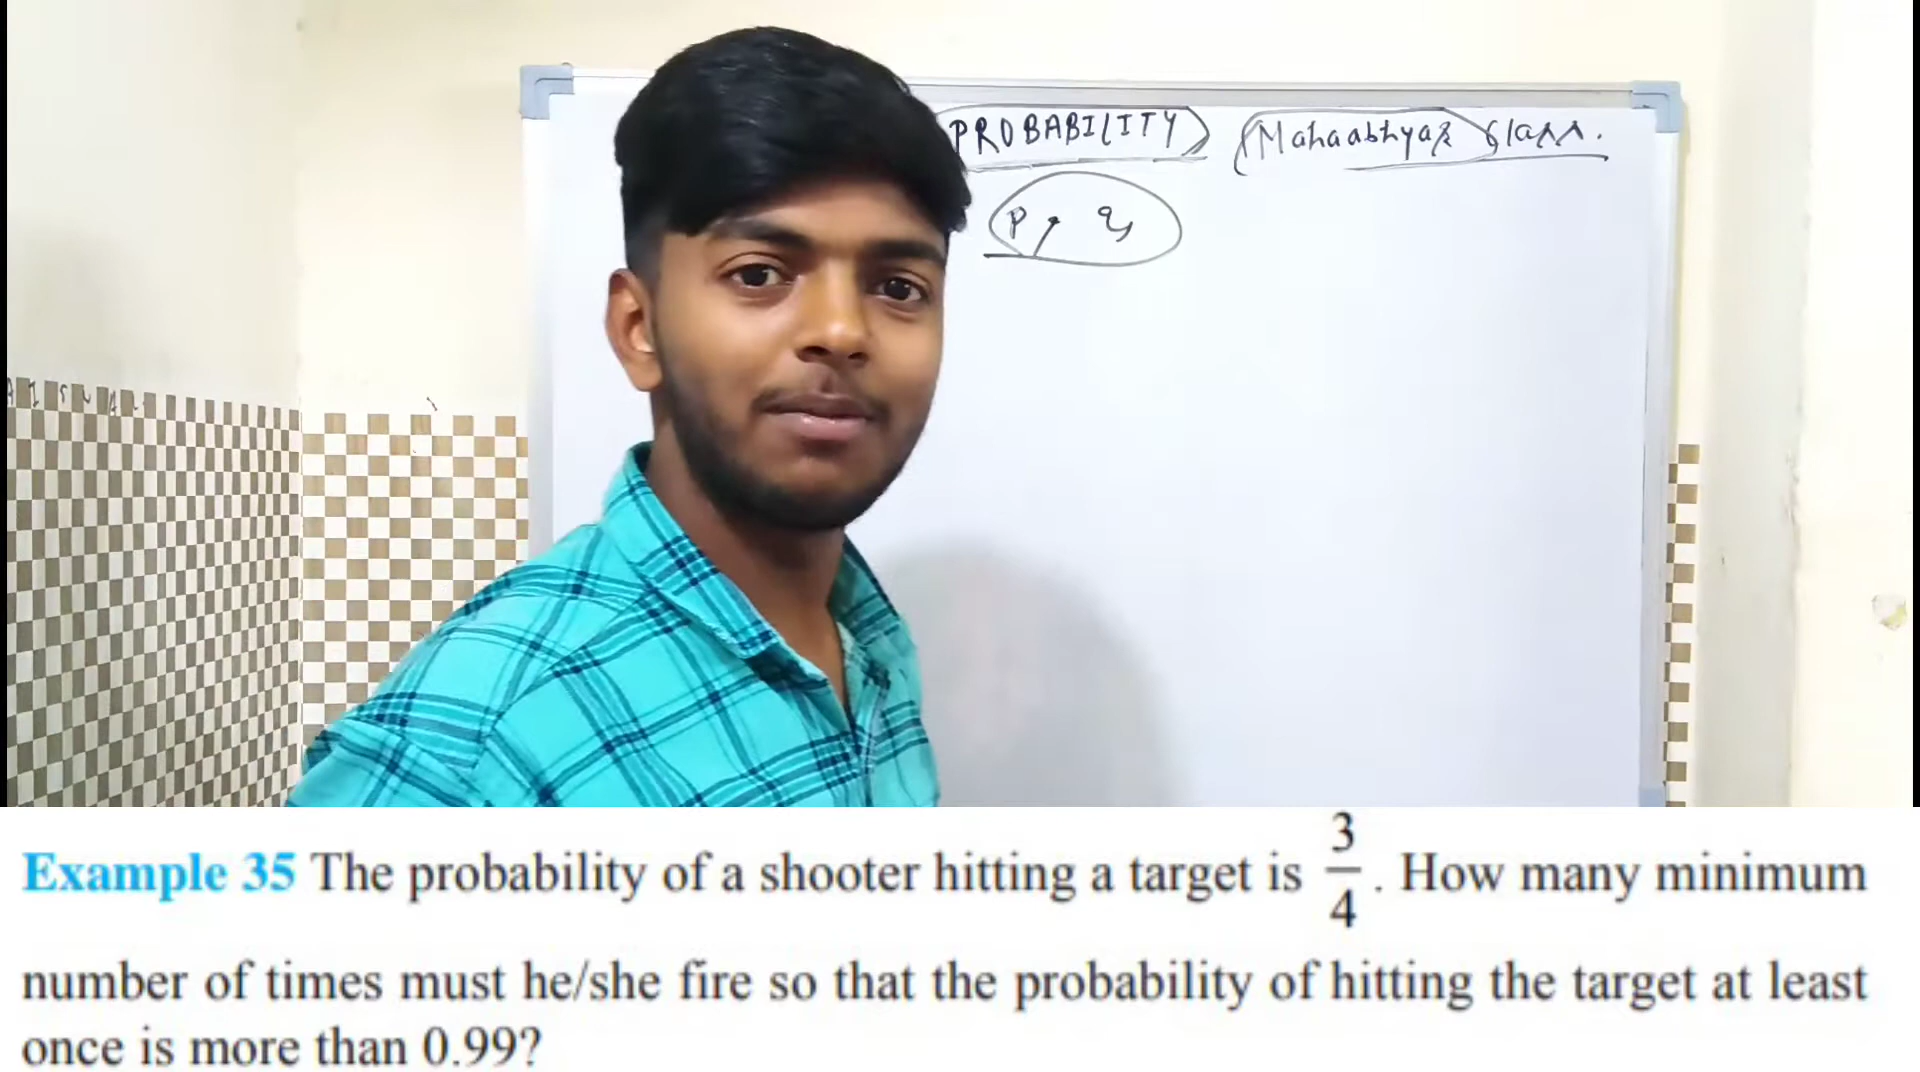 PROBABILITY Mahaabhyas Class.
P, q
Example 35 The probability of a shooter hitting a target is 3/4. How many minimum
number of times must he/she fire so that the probability of hitting the target at least
once is more than 0.99?